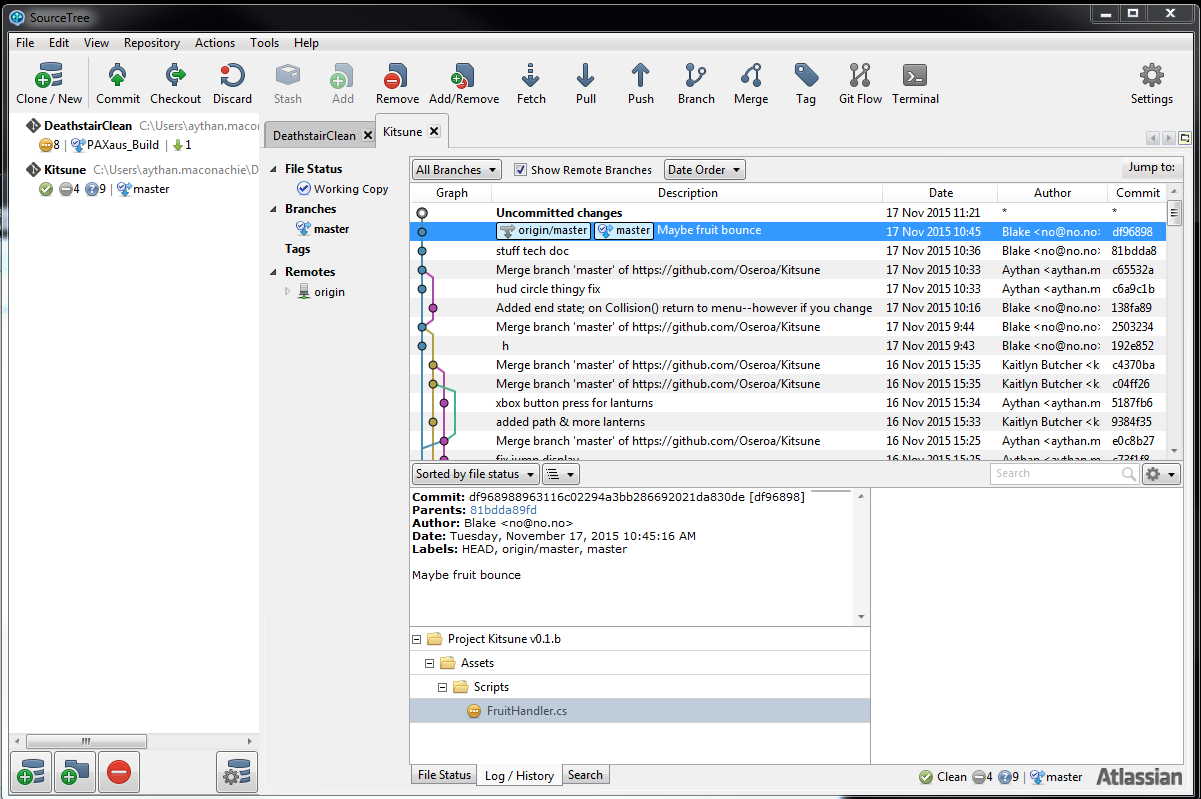 SourceTree
File Edit View Repository Actions Tools Help
Clone / New Commit Checkout Discard Stash Add Remove Add/Remove Fetch Pull Push Branch Merge Tag Git Flow Terminal Settings
DeathstairClean C:\Users\aythan.maconi
8 | PAXaus_Build | 1
Kitsune C:\Users\aythan.maconachie\D
4 9 | master
DeathstairClean Kitsune
File Status
Working Copy
Branches
master
Tags
Remotes
origin
All Branches Show Remote Branches Date Order Jump to:
Graph Description Date Author Commit
Uncommitted changes 17 Nov 2015 11:21 * *
origin/master master Maybe fruit bounce 17 Nov 2015 10:45 Blake <no@no.no> df96898
stuff tech doc 17 Nov 2015 10:36 Blake <no@no.no> 81bdda8
Merge branch 'master' of https://github.com/Oseroa/Kitsune 17 Nov 2015 10:33 Aythan <aythan.m c65532a
hud circle thingy fix 17 Nov 2015 10:33 Aythan <aythan.m c6a9c1b
Added end state; on Collision() return to menu--however if you change 17 Nov 2015 10:16 Blake <no@no.no> 138fa89
Merge branch 'master' of https://github.com/Oseroa/Kitsune 17 Nov 2015 9:44 Blake <no@no.no> 2503234
h 17 Nov 2015 9:43 Blake <no@no.no> 192e852
Merge branch 'master' of https://github.com/Oseroa/Kitsune 16 Nov 2015 15:35 Kaitlyn Butcher <k c4370ba
Merge branch 'master' of https://github.com/Oseroa/Kitsune 16 Nov 2015 15:35 Kaitlyn Butcher <k c04ff26
xbox button press for lanturns 16 Nov 2015 15:34 Aythan <aythan.m 5187fb6
added path & more lanterns 16 Nov 2015 15:33 Kaitlyn Butcher <k 9384f35
Merge branch 'master' of https://github.com/Oseroa/Kitsune 16 Nov 2015 15:25 Aythan <aythan.m e0c8b27
fix jump display 16 Nov 2015 15:25 Aythan <aythan.m c73f1f8
Sorted by file status Search
Commit: df968988963116c02294a3bb286692021da830de [df96898]
Parents: 81bdda89fd
Author: Blake <no@no.no>
Date: Tuesday, November 17, 2015 10:45:16 AM
Labels: HEAD, origin/master, master
Maybe fruit bounce
Project Kitsune v0.1.b
Assets
Scripts
FruitHandler.cs
File Status Log / History Search Clean 4 9 | master Atlassian